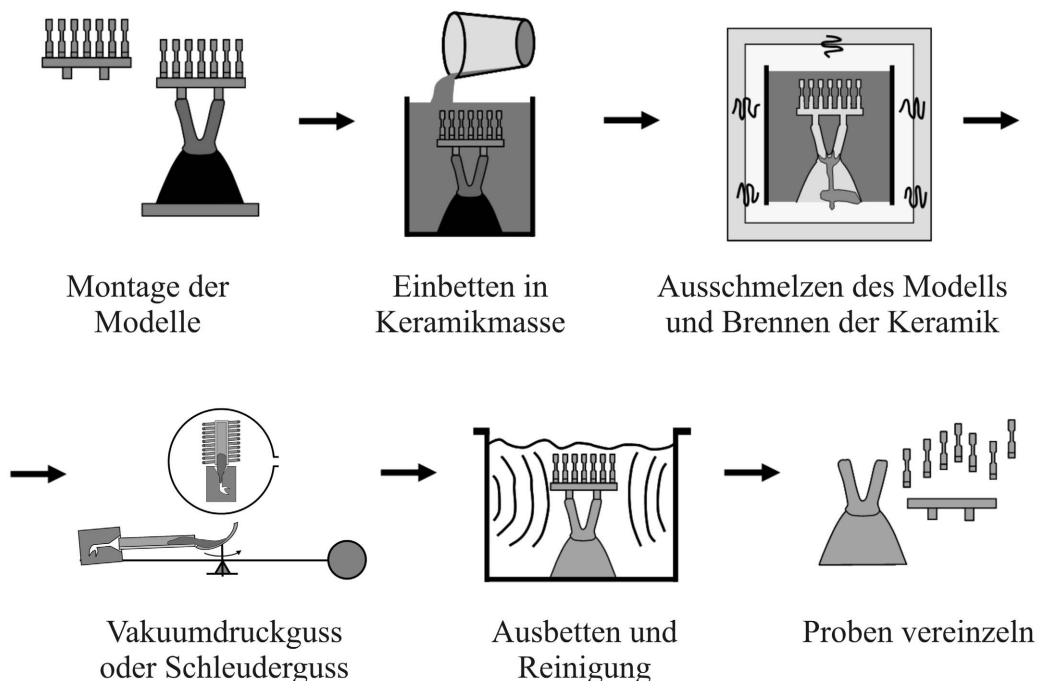 Montage der
Modelle
Einbetten in
Keramikmasse
Ausschmelzen des Modells
und Brennen der Keramik
Vakuumdruckguss
oder Schleuderguss
Ausbetten und
Reinigung
Proben vereinzeln